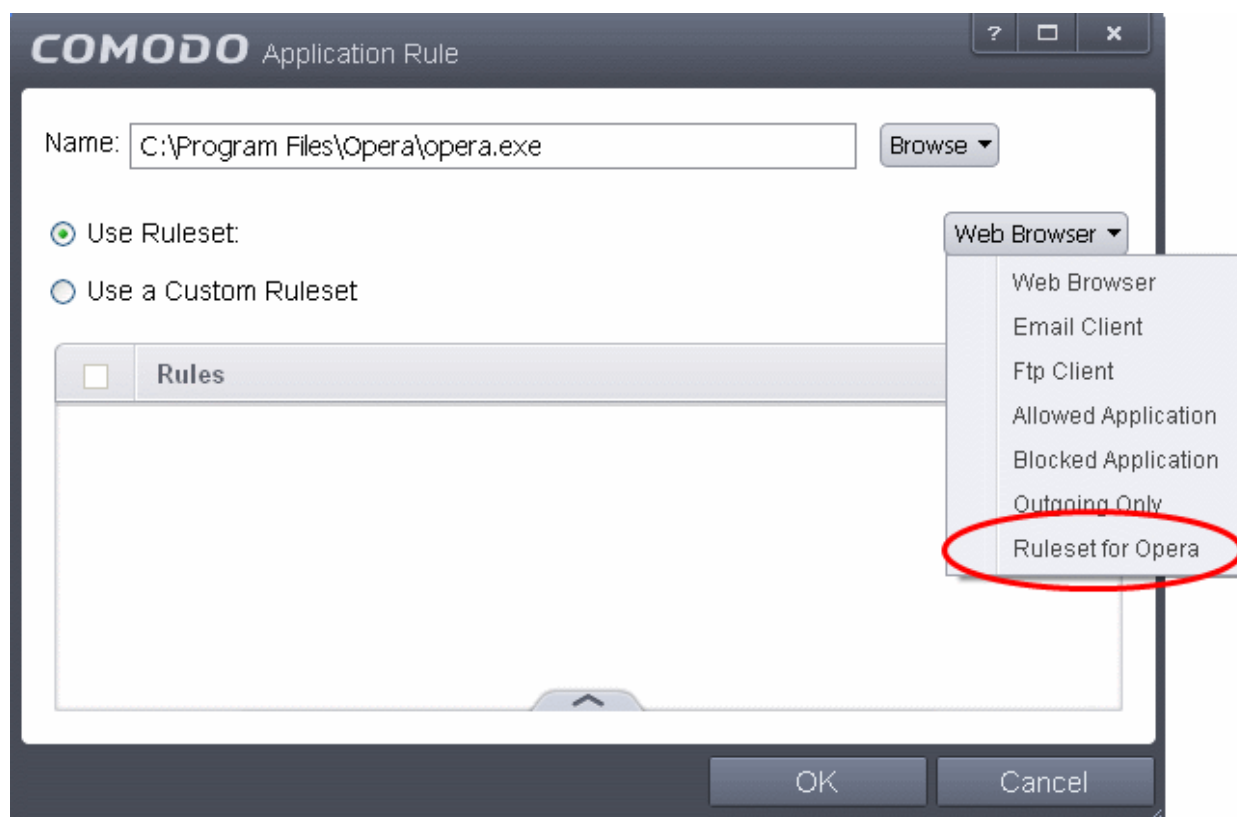 COMODO Application Rule
?
x
Name: C:\Program Files\Opera\opera.exe Browse
Use Ruleset: Web Browser
Use a Custom Ruleset
Web Browser
Email Client
Ftp Client
Allowed Application
Blocked Application
Outgoing Only
Ruleset for Opera
Rules
OK Cancel